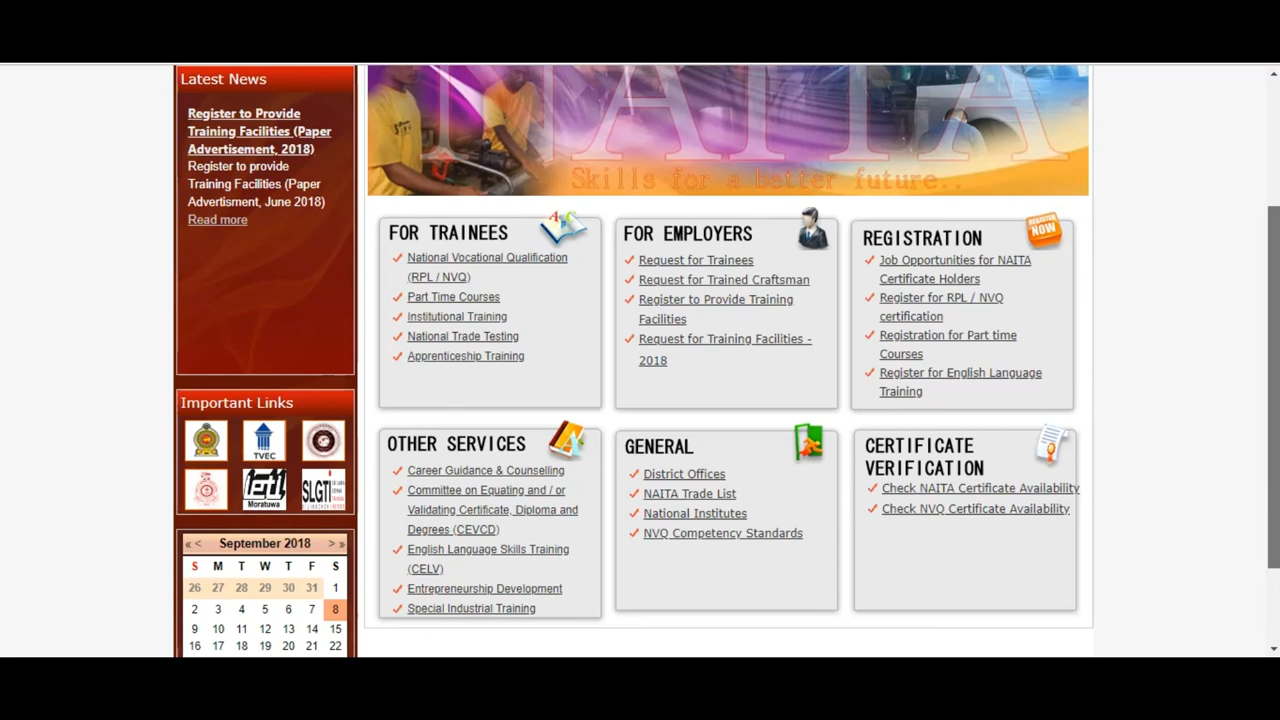 Latest News
Register to Provide
Training Facilities (Paper
Advertisement, 2018)
Register to provide
Training Facilities (Paper
Advertisment, June 2018)
Read more
Important Links
TVEC
IETI
Moratuwa
SLGTI
September 2018
« < > »
S M T W T F S
26 27 28 29 30 31 1
2 3 4 5 6 7 8
9 10 11 12 13 14 15
16 17 18 19 20 21 22
NAITA
Skills for a better future..
FOR TRAINEES
National Vocational Qualification
(RPL / NVQ)
Part Time Courses
Institutional Training
National Trade Testing
Apprenticeship Training
FOR EMPLOYERS
Request for Trainees
Request for Trained Craftsman
Register to Provide Training
Facilities
Request for Training Facilities -
2018
REGISTRATION
REGISTER
NOW
Job Opportunities for NAITA
Certificate Holders
Register for RPL / NVQ
certification
Registration for Part time
Courses
Register for English Language
Training
OTHER SERVICES
Career Guidance & Counselling
Committee on Equating and / or
Validating Certificate, Diploma and
Degrees (CEVCD)
English Language Skills Training
(CELV)
Entrepreneurship Development
Special Industrial Training
GENERAL
District Offices
NAITA Trade List
National Institutes
NVQ Competency Standards
CERTIFICATE
VERIFICATION
Check NAITA Certificate Availability
Check NVQ Certificate Availability